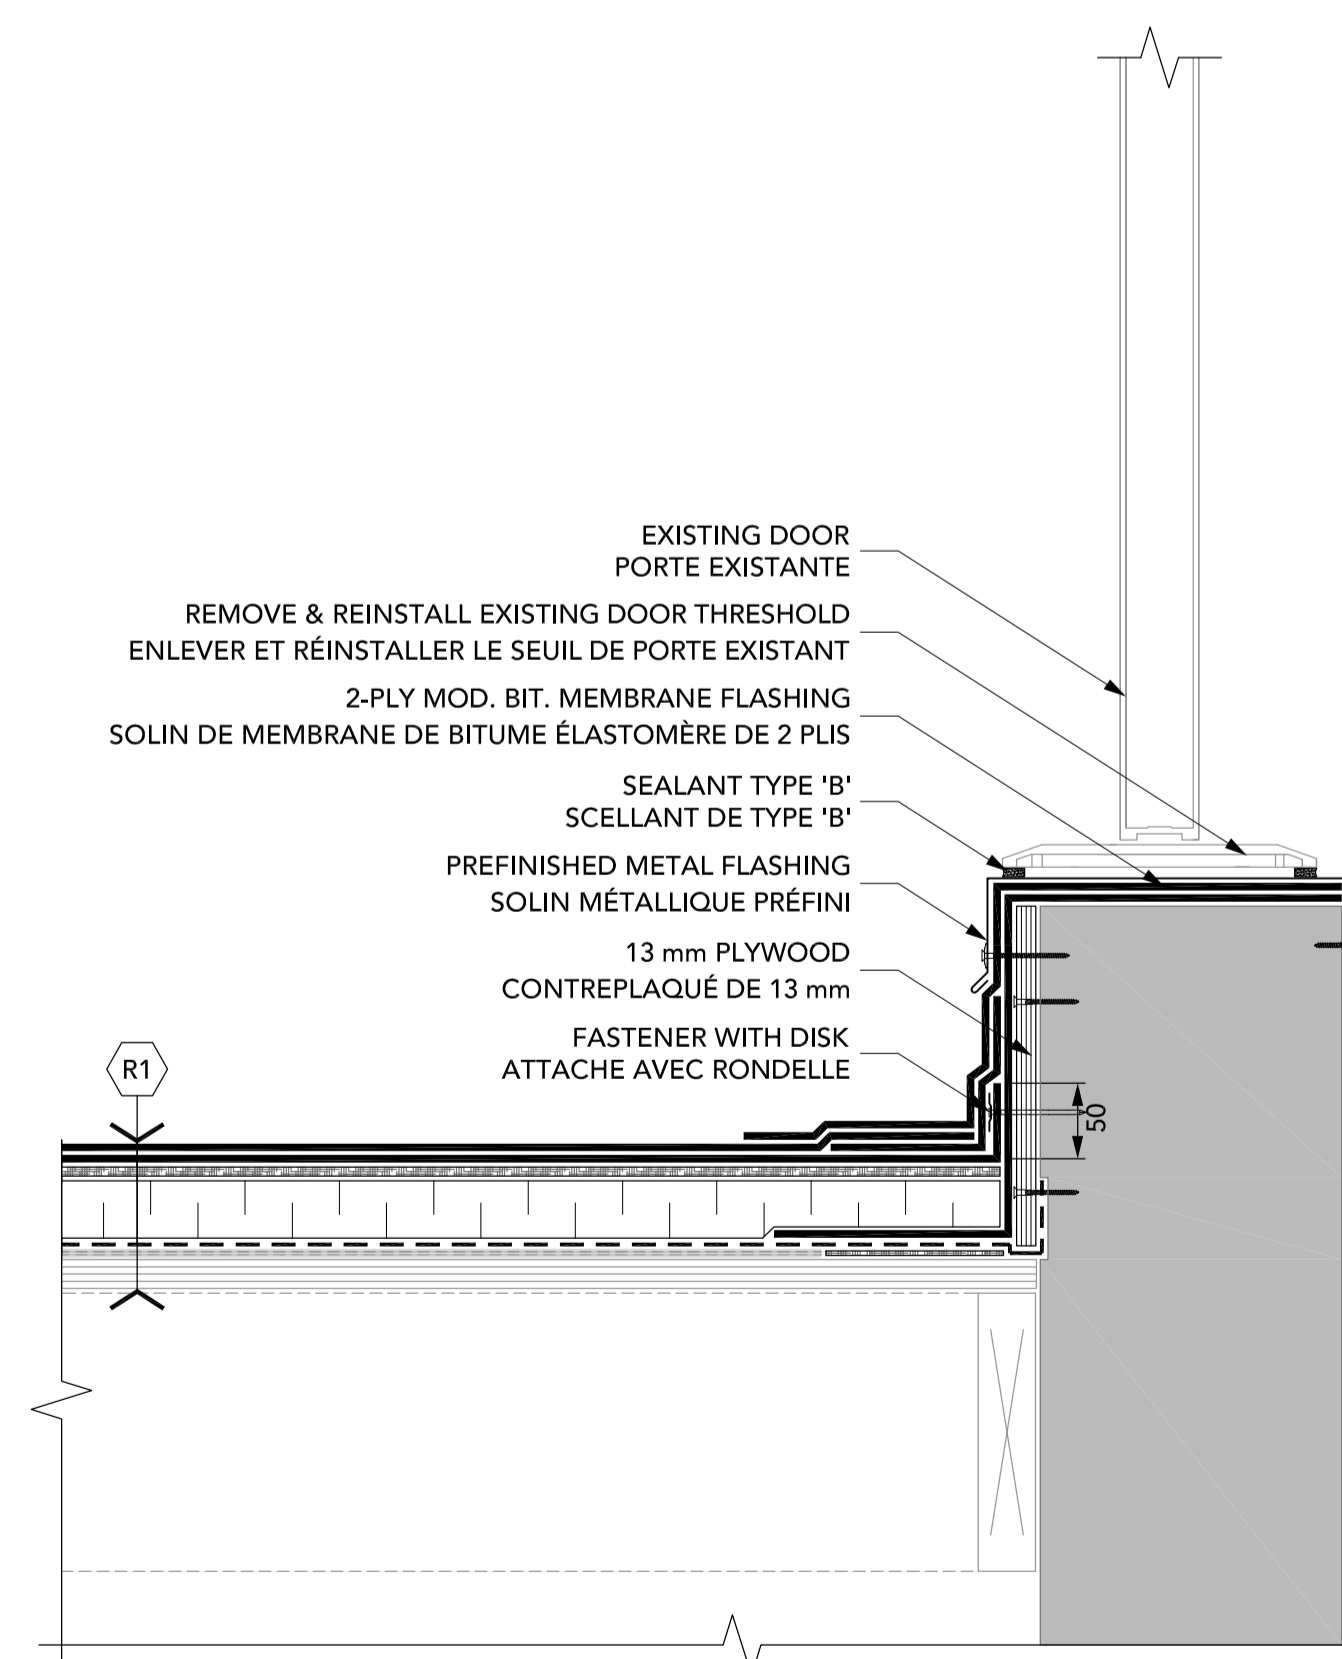 EXISTING DOOR
PORTE EXISTANTE
REMOVE & REINSTALL EXISTING DOOR THRESHOLD
ENLEVER ET RÉINSTALLER LE SEUIL DE PORTE EXISTANT
2-PLY MOD. BIT. MEMBRANE FLASHING
SOLIN DE MEMBRANE DE BITUME ÉLASTOMÈRE DE 2 PLIS
SEALANT TYPE 'B'
SCELLANT DE TYPE 'B'
PREFINISHED METAL FLASHING
SOLIN MÉTALLIQUE PRÉFINI
13 mm PLYWOOD
CONTREPLAQUÉ DE 13 mm
FASTENER WITH DISK
ATTACHE AVEC RONDELLE
R1
50